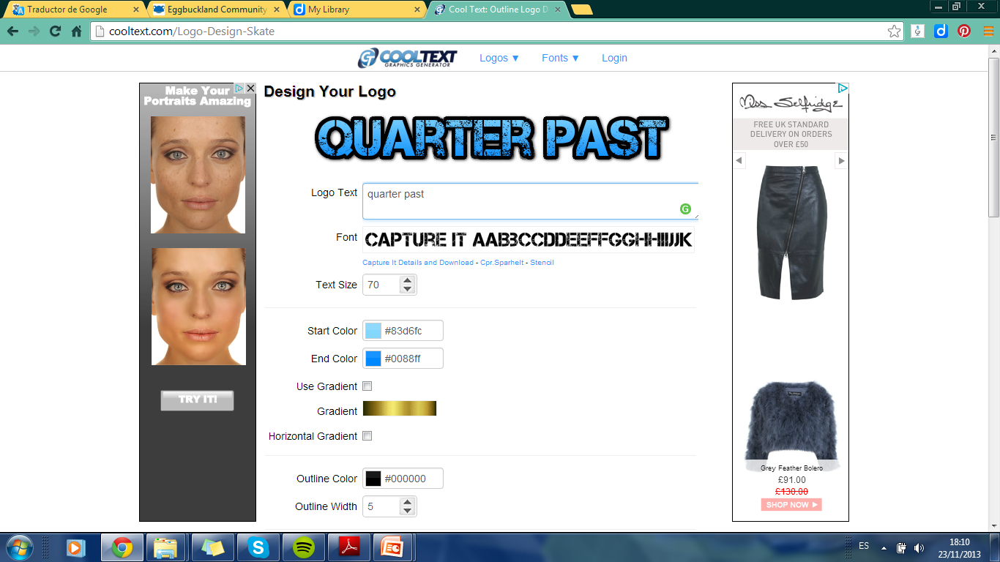 Traduction de Google
Eggbuckland Community
My Library
Cool Text: Outline Logo D
cooltext.com/Logo-Design-Skate
COOLTEXT
GRAPHICS GENERATOR
Logos ▼
Fonts ▼
Login
Make Your
Portraits Amazing
TRY IT!
Design Your Logo
QUARTER PAST
Logo Text
quarter past
Font
CAPTURE IT AABBCCDDEEFFGGHHIIJJK
Capture It Details and Download - Cpr.Sparhelt - Stencil
Text Size
70
Start Color
#83d6fc
End Color
#0088ff
Use Gradient
Gradient
Horizontal Gradient
Outline Color
#000000
Outline Width
5
Miss Selfridge
FREE UK STANDARD
DELIVERY ON ORDERS
OVER £50
Grey Feather Bolero
£91.00
£130.00
SHOP NOW
ES
18:10
23/11/2013